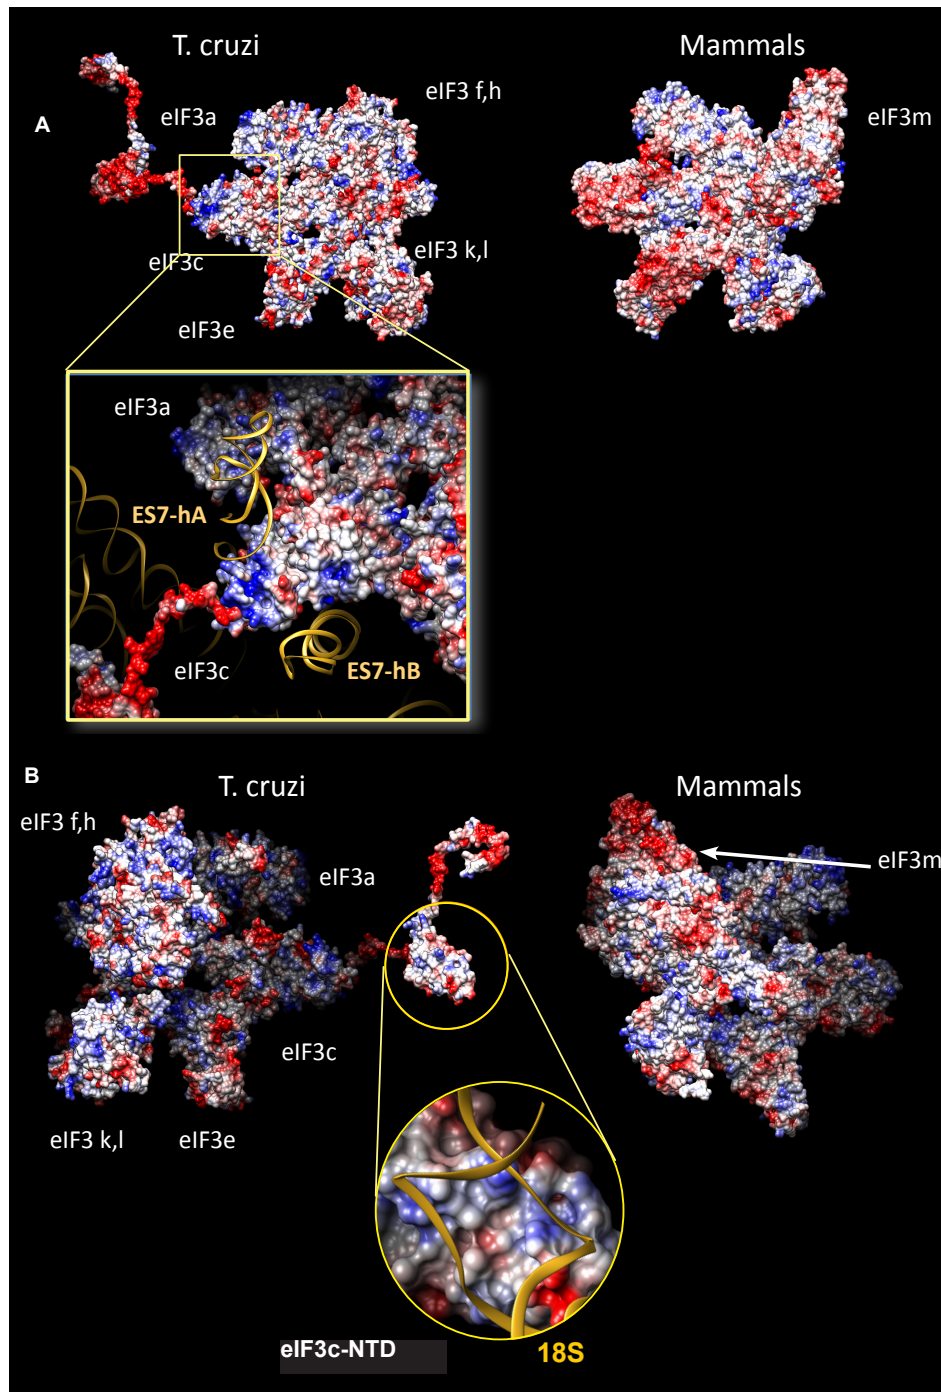 T. cruzi
Mammals
A
eIF3a
eIF3 f,h
eIF3m
eIF3c
eIF3 k,l
eIF3e
eIF3a
ES7-hA
eIF3c
ES7-hB
B
T. cruzi
Mammals
eIF3 f,h
eIF3a
eIF3m
eIF3c
eIF3 k,l
eIF3e
eIF3c-NTD
18S